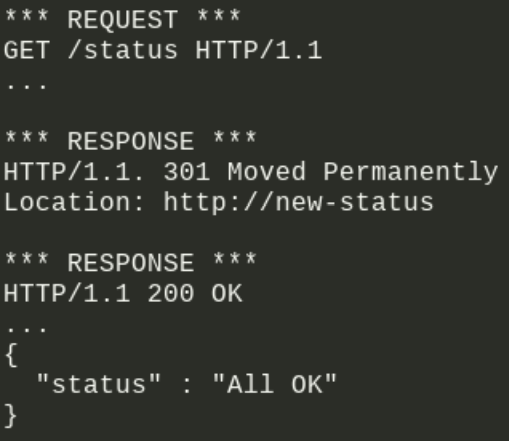 *** REQUEST ***
GET /status HTTP/1.1
...
*** RESPONSE ***
HTTP/1.1. 301 Moved Permanently
Location: http://new-status
*** RESPONSE ***
HTTP/1.1 200 OK
...
{
  "status" : "All OK"
}